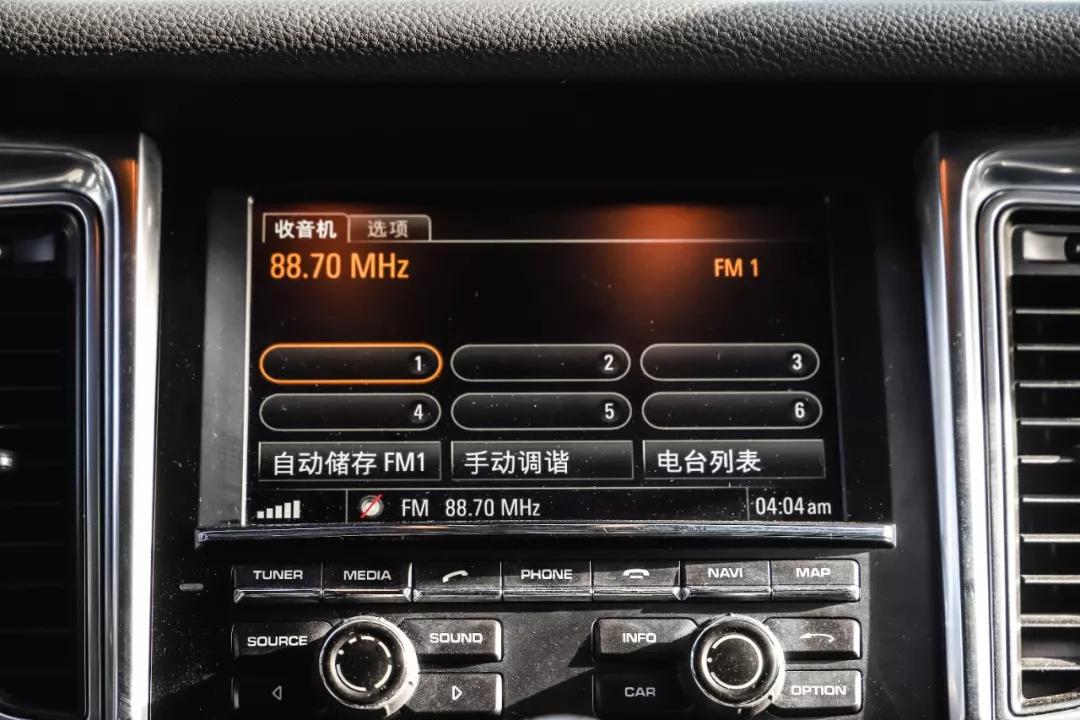 收音机 选项
88.70 MHz FM 1
1 2 3
4 5 6
自动储存 FM1 手动调谐 电台列表
FM 88.70 MHz 04:04 am
TUNER MEDIA PHONE NAVI MAP
SOURCE SOUND INFO
CAR OPTION